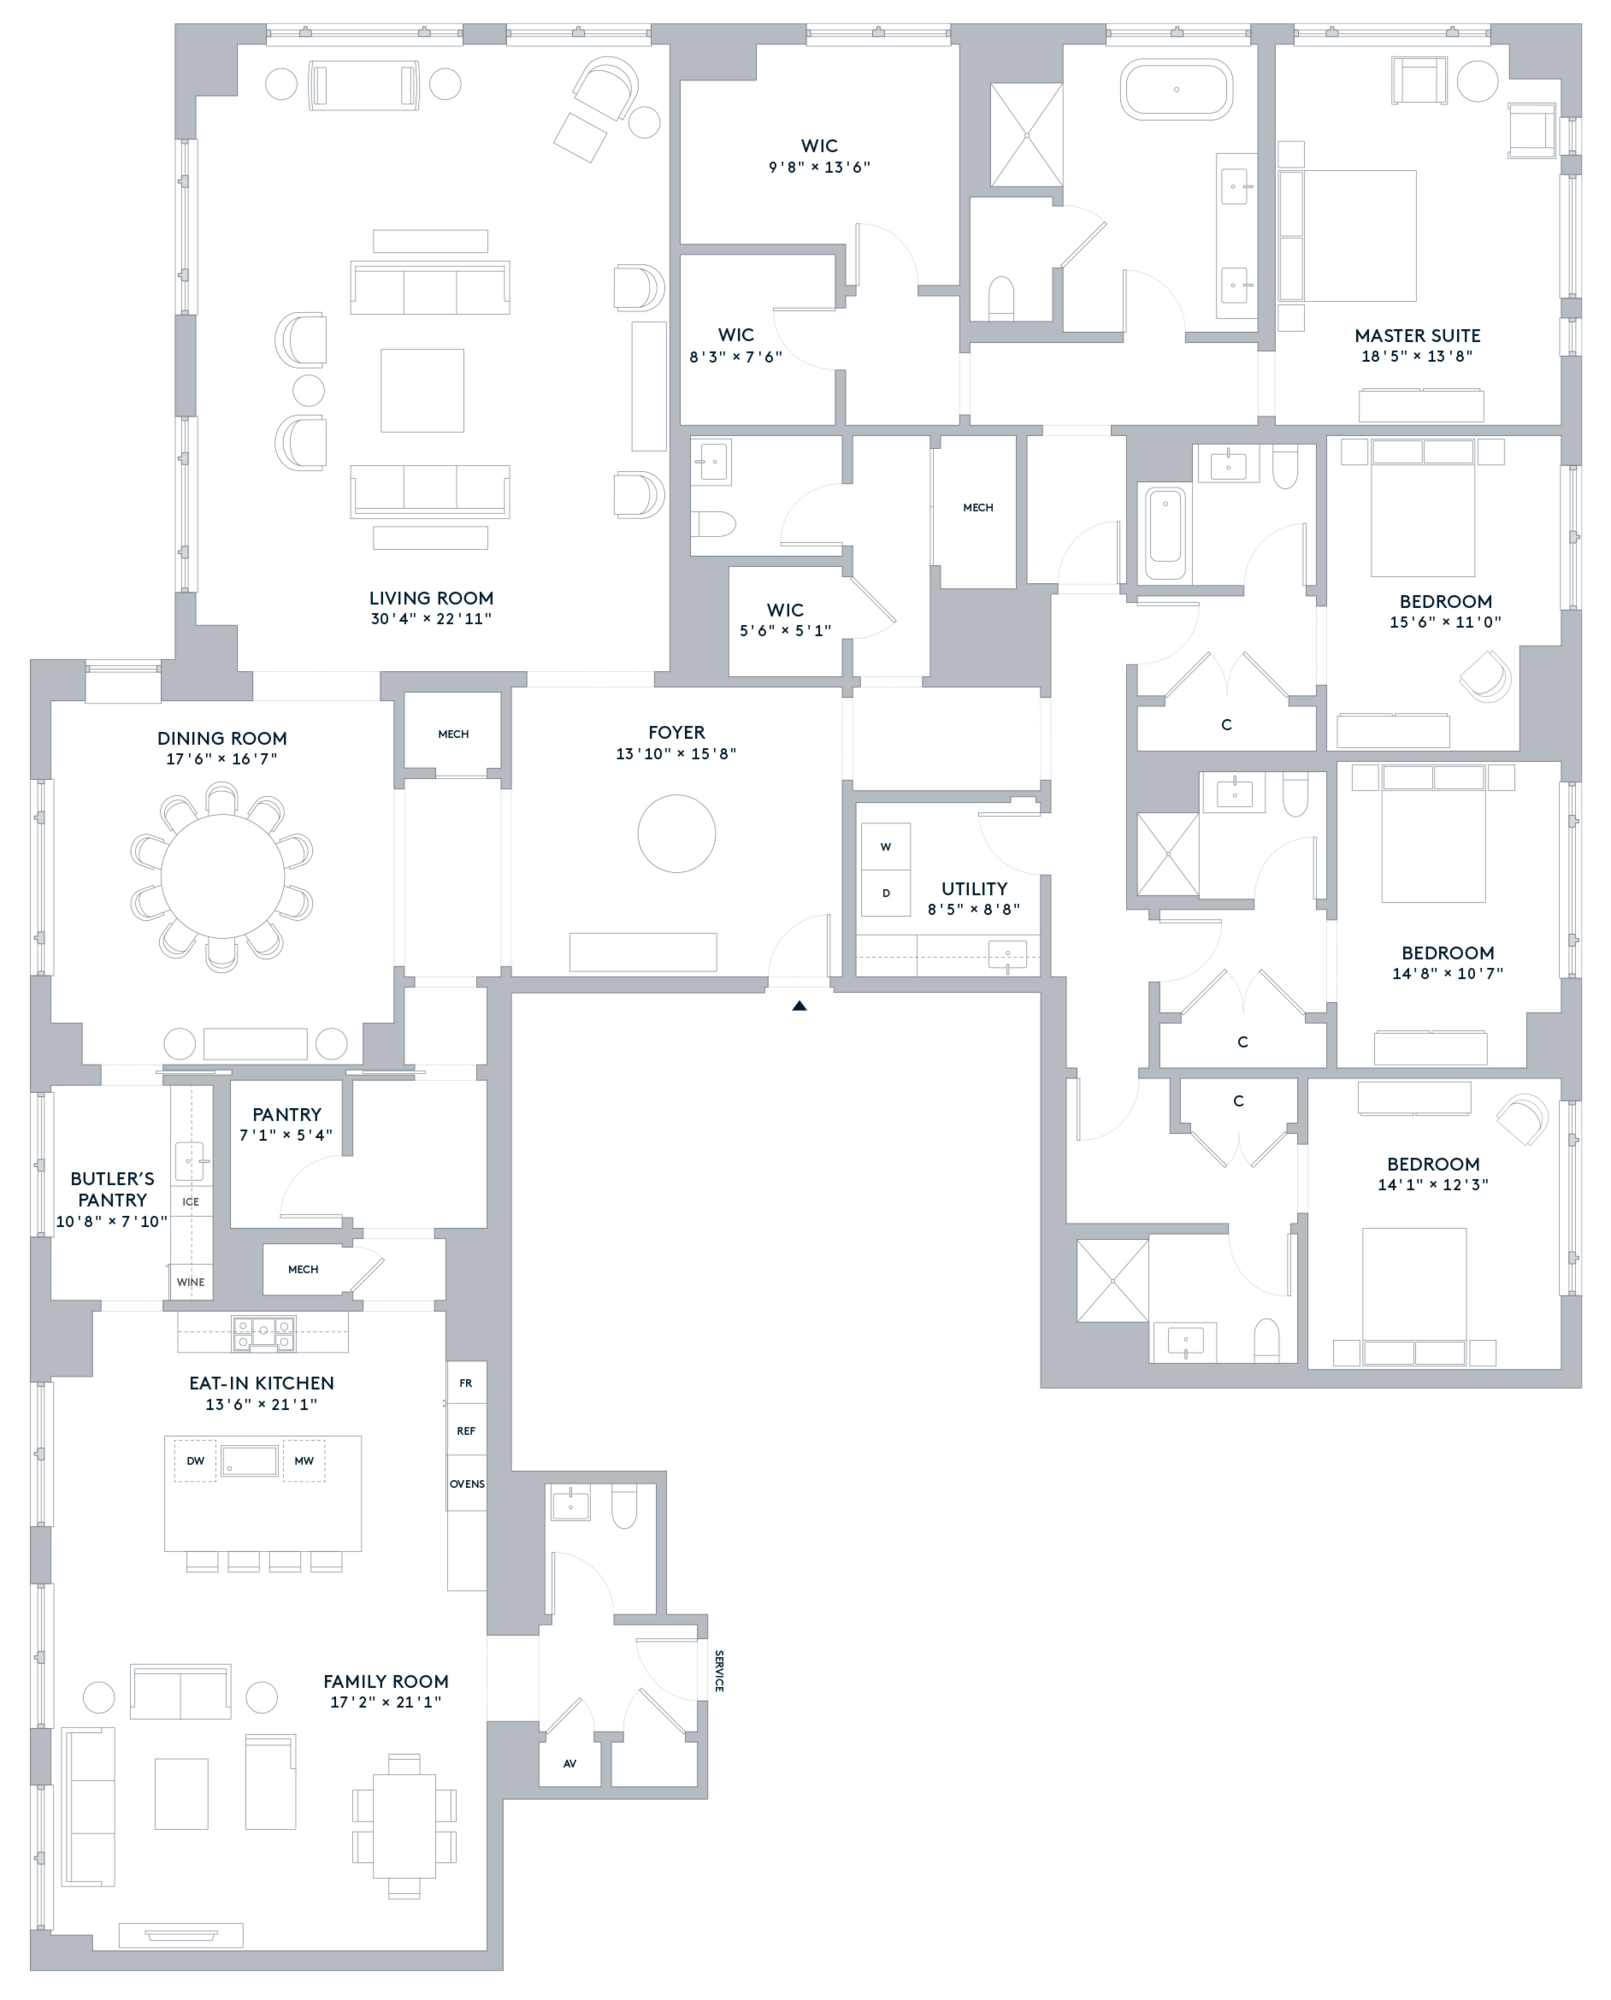 WIC
9'8" × 13'6"
WIC
8'3" × 7'6"
MASTER SUITE
18'5" × 13'8"
MECH
LIVING ROOM
30'4" × 22'11"
WIC
5'6" × 5'1"
BEDROOM
15'6" × 11'0"
C
DINING ROOM
17'6" × 16'7"
MECH
FOYER
13'10" × 15'8"
W
D
UTILITY
8'5" × 8'8"
BEDROOM
14'8" × 10'7"
C
C
PANTRY
7'1" × 5'4"
BUTLER’S
PANTRY
10'8" × 7'10"
ICE
WINE
MECH
BEDROOM
14'1" × 12'3"
EAT-IN KITCHEN
13'6" × 21'1"
FR
REF
OVENS
DW
MW
FAMILY ROOM
17'2" × 21'1"
SERVICE
AV